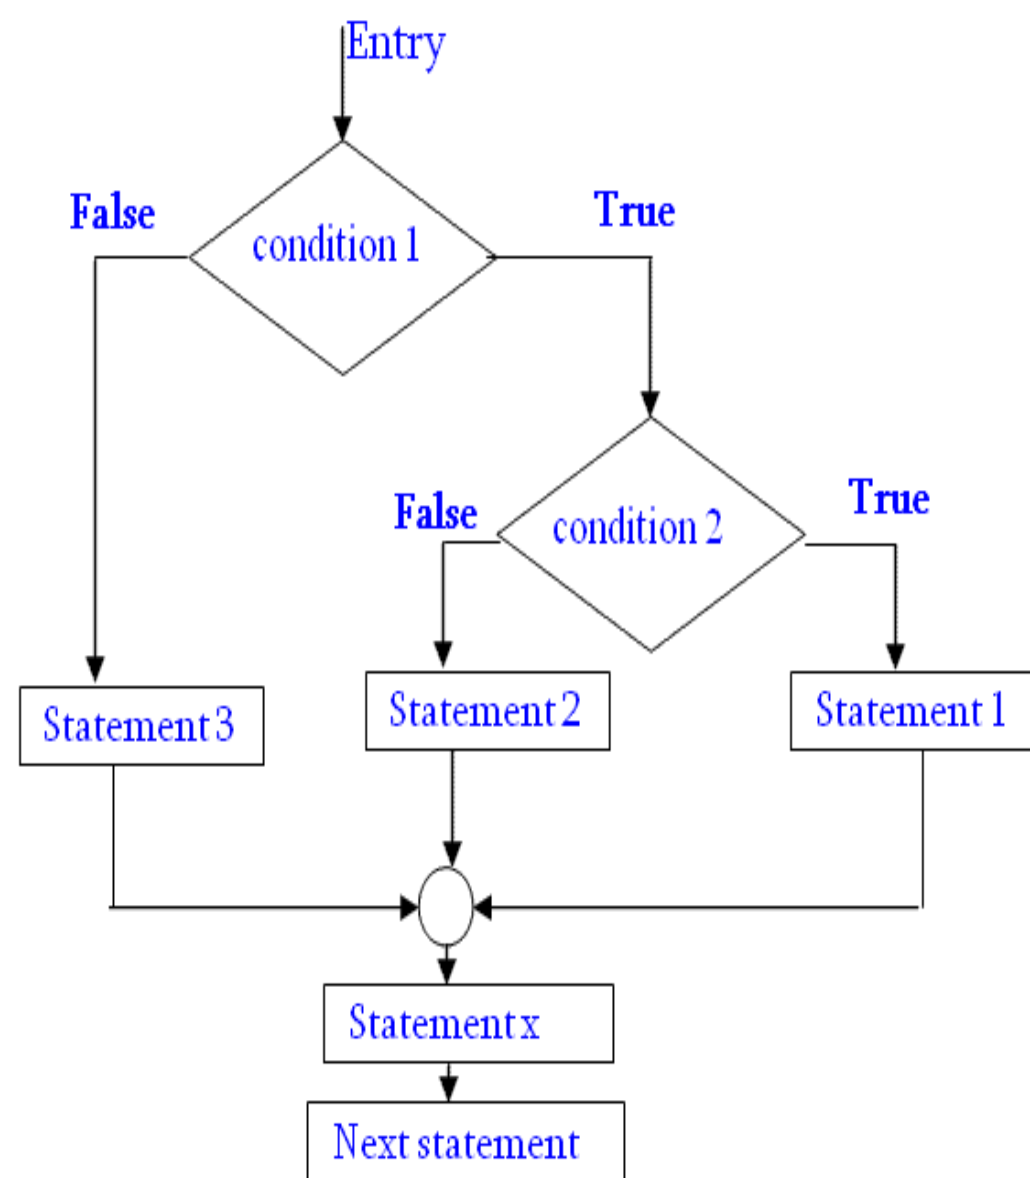 Entry
False
True
condition 1
False
True
condition 2
Statement 3
Statement 2
Statement 1
Statement x
Next statement